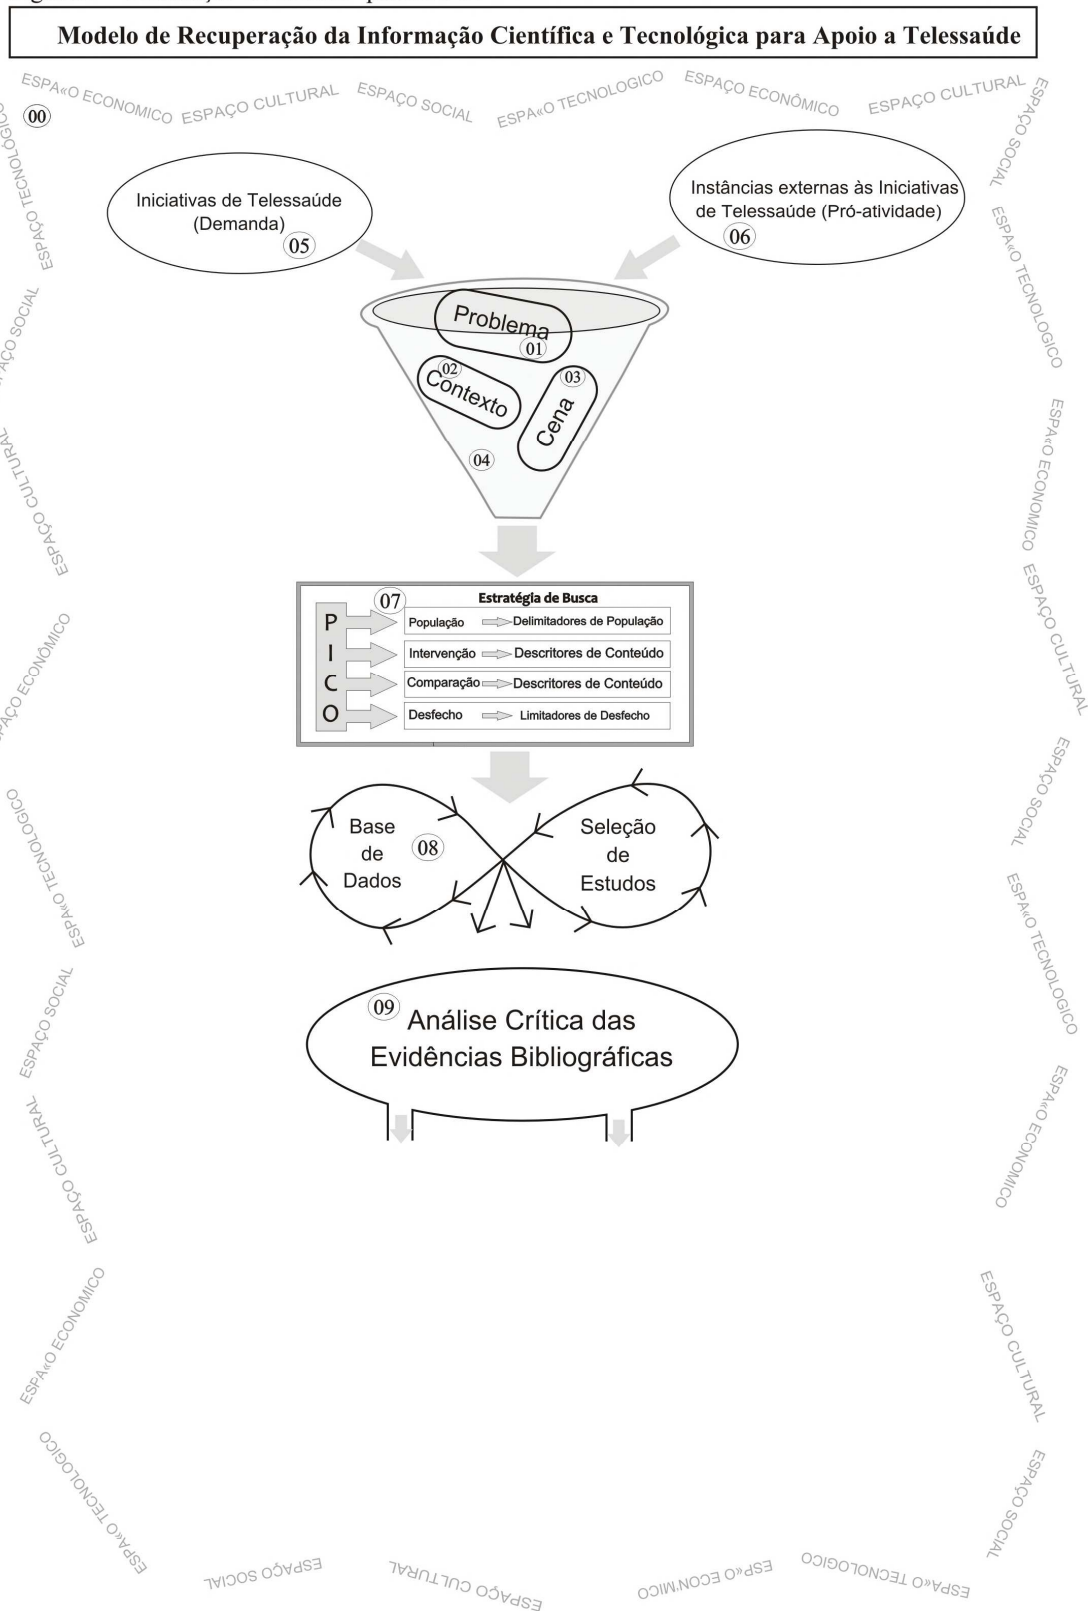 Modelo de Recuperação da Informação Científica e Tecnológica para Apoio a Telessaúde
ESPA«O ECONOMICO
ESPAÇO CULTURAL
ESPAÇO SOCIAL
ESPA«O TECNOLOGICO
ESPAÇO ECONÔMICO
ESPAÇO CULTURAL
ESPAÇO SOCIAL
00
ESPAÇO TECNOLÓGICO
Iniciativas de Telessaúde
(Demanda)
05
Instâncias externas às Iniciativas
de Telessaúde (Pró-atividade)
06
ESPA«O TECNOLOGICO
Problema
01
02
Contexto
03
Cena
04
ESPAÇO SOCIAL
ESPA«O ECONOMICO
ESPAÇO CULTURAL
ESPAÇO CULTURAL
07
Estratégia de Busca
P
População
Delimitadores de População
I
Intervenção
Descritores de Conteúdo
C
Comparação
Descritores de Conteúdo
O
Desfecho
Limitadores de Desfecho
ESPAÇO ECONÔMICO
ESPAÇO SOCIAL
Base
de
Dados
08
Seleção
de
Estudos
ESPA«O TECNOLOGICO
ESPA«O TECNOLOGICO
09
Análise Crítica das
Evidências Bibliográficas
ESPAÇO SOCIAL
ESPA«O ECONOMICO
ESPAÇO CULTURAL
ESPA«O ECONOMICO
ESPAÇO CULTURAL
ESPA«O TECNOLOGICO
ESPAÇO SOCIAL
ESPAÇO SOCIAL
ESPAÇO CULTURAL
ESP«O ECON'MICO
ESPA«O TECNOLOGICO